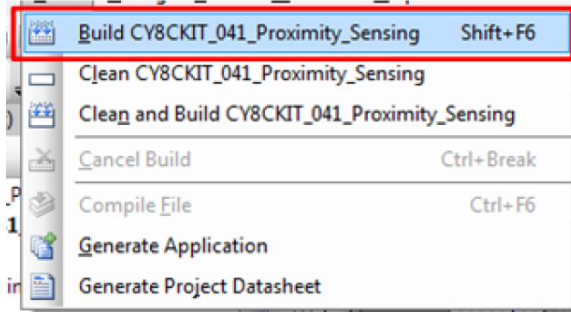 Build CY8CKIT_041_Proximity_Sensing Shift+F6
Clean CY8CKIT_041_Proximity_Sensing
Clean and Build CY8CKIT_041_Proximity_Sensing
Cancel Build Ctrl+Break
Compile File Ctrl+F6
Generate Application
Generate Project Datasheet